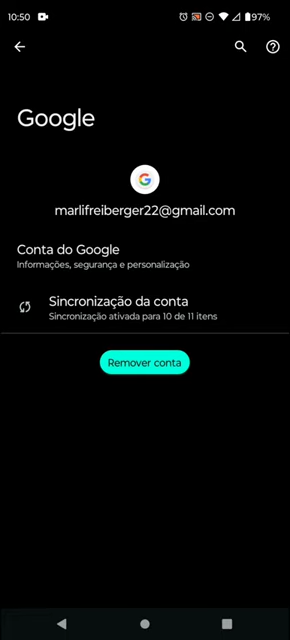 10:50
97%
Google
marlifreiberger22@gmail.com
Conta do Google
Informações, segurança e personalização
Sincronização da conta
Sincronização ativada para 10 de 11 itens
Remover conta